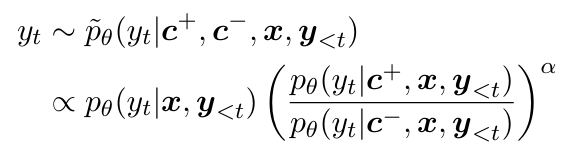 y_t ∼ p̃_θ(y_t|c⁺, c⁻, x, y_{<t})
∝ p_θ(y_t|x, y_{<t}) ( p_θ(y_t|c⁺, x, y_{<t}) / p_θ(y_t|c⁻, x, y_{<t}) )^α